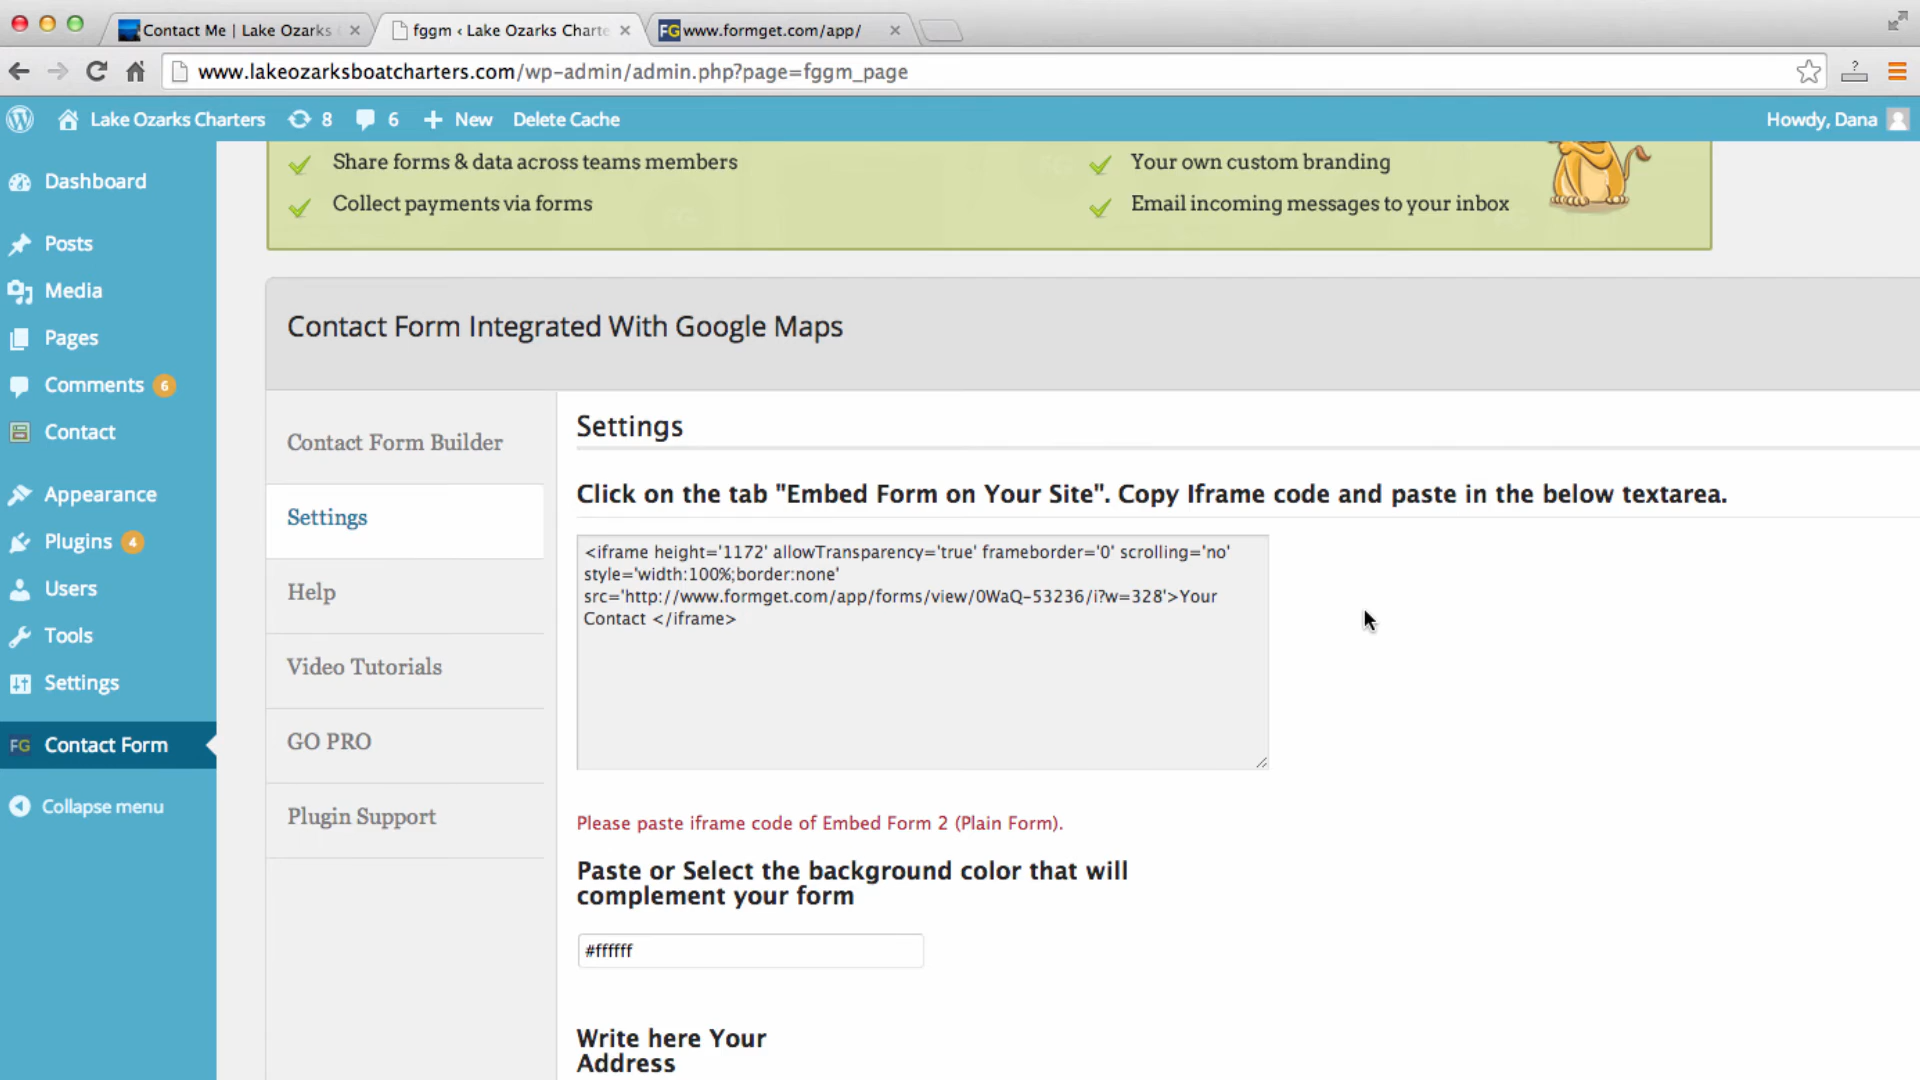 Contact Me | Lake Ozarks
fggm ‹ Lake Ozarks Charte
FG www.formget.com/app/
www.lakeozarksboatcharters.com/wp-admin/admin.php?page=fggm_page
Lake Ozarks Charters 8 6 + New Delete Cache Howdy, Dana
Dashboard
Posts
Media
Pages
Comments 6
Contact
Appearance
Plugins 4
Users
Tools
Settings
FG Contact Form
Collapse menu
Share forms & data across teams members
Your own custom branding
Collect payments via forms
Email incoming messages to your inbox
Contact Form Integrated With Google Maps
Contact Form Builder
Settings
Help
Video Tutorials
GO PRO
Plugin Support
Settings
Click on the tab "Embed Form on Your Site". Copy Iframe code and paste in the below textarea.
<iframe height='1172' allowTransparency='true' frameborder='0' scrolling='no'
style='width:100%;border:none'
src='http://www.formget.com/app/forms/view/0WaQ-53236/i?w=328'>Your
Contact </iframe>
Please paste iframe code of Embed Form 2 (Plain Form).
Paste or Select the background color that will
complement your form
#ffffff
Write here Your
Address